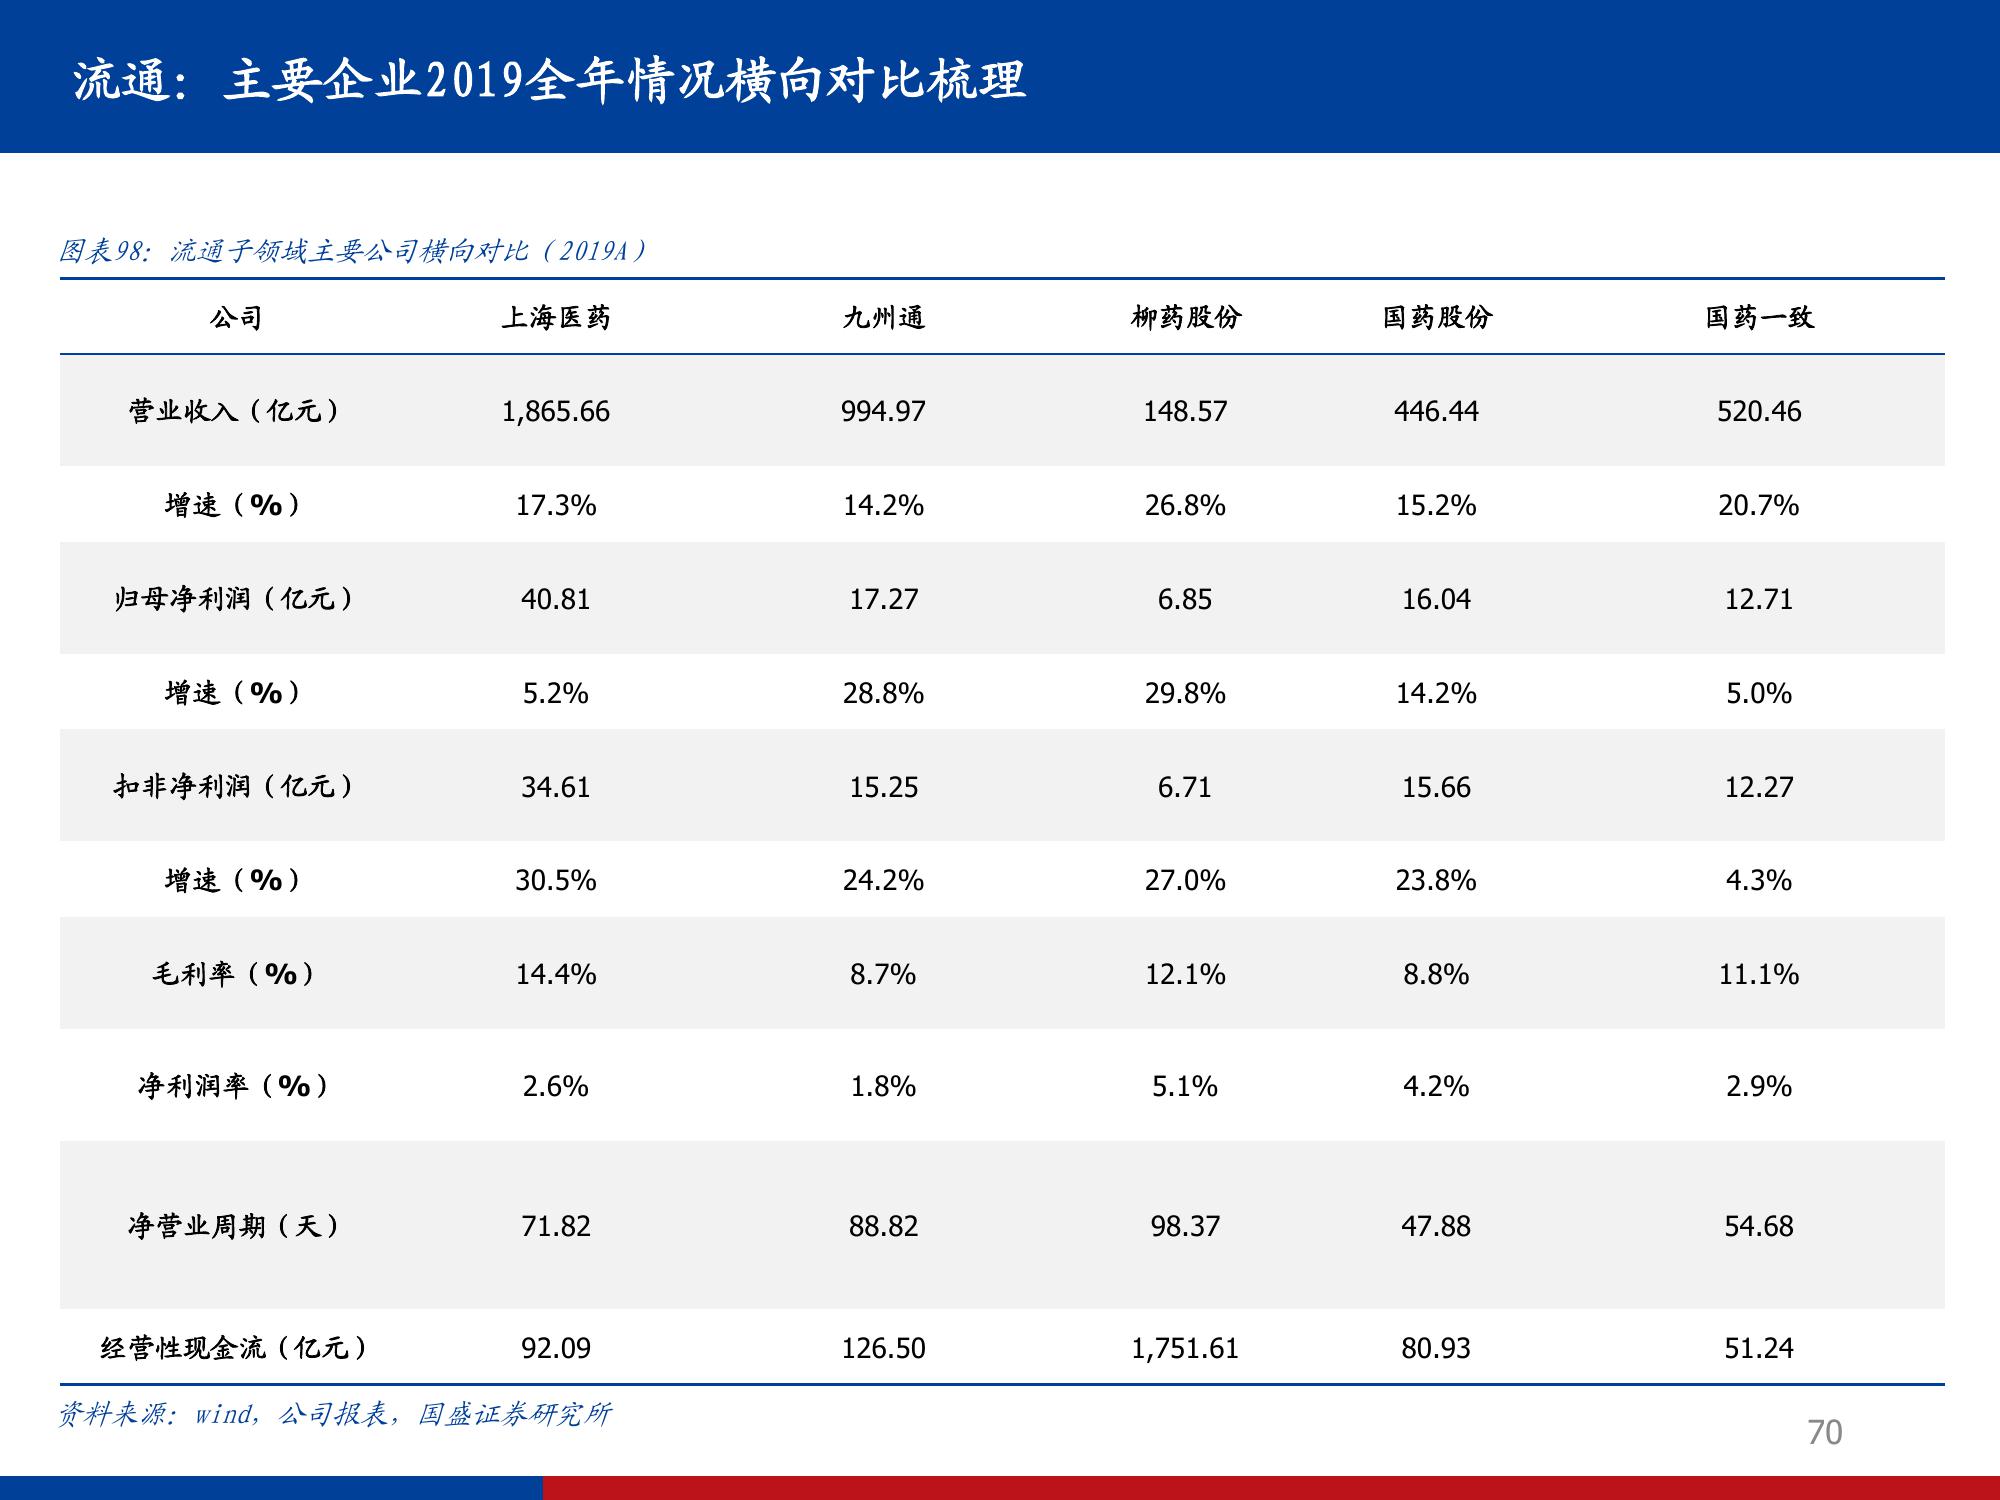 流通：主要企业2019全年情况横向对比梳理
图表98：流通子领域主要公司横向对比（2019A）
公司 上海医药 九州通 柳药股份 国药股份 国药一致
营业收入（亿元） 1,865.66 994.97 148.57 446.44 520.46
增速（%） 17.3% 14.2% 26.8% 15.2% 20.7%
归母净利润（亿元） 40.81 17.27 6.85 16.04 12.71
增速（%） 5.2% 28.8% 29.8% 14.2% 5.0%
扣非净利润（亿元） 34.61 15.25 6.71 15.66 12.27
增速（%） 30.5% 24.2% 27.0% 23.8% 4.3%
毛利率（%） 14.4% 8.7% 12.1% 8.8% 11.1%
净利润率（%） 2.6% 1.8% 5.1% 4.2% 2.9%
净营业周期（天） 71.82 88.82 98.37 47.88 54.68
经营性现金流（亿元） 92.09 126.50 1,751.61 80.93 51.24
资料来源：wind，公司报表，国盛证券研究所
70